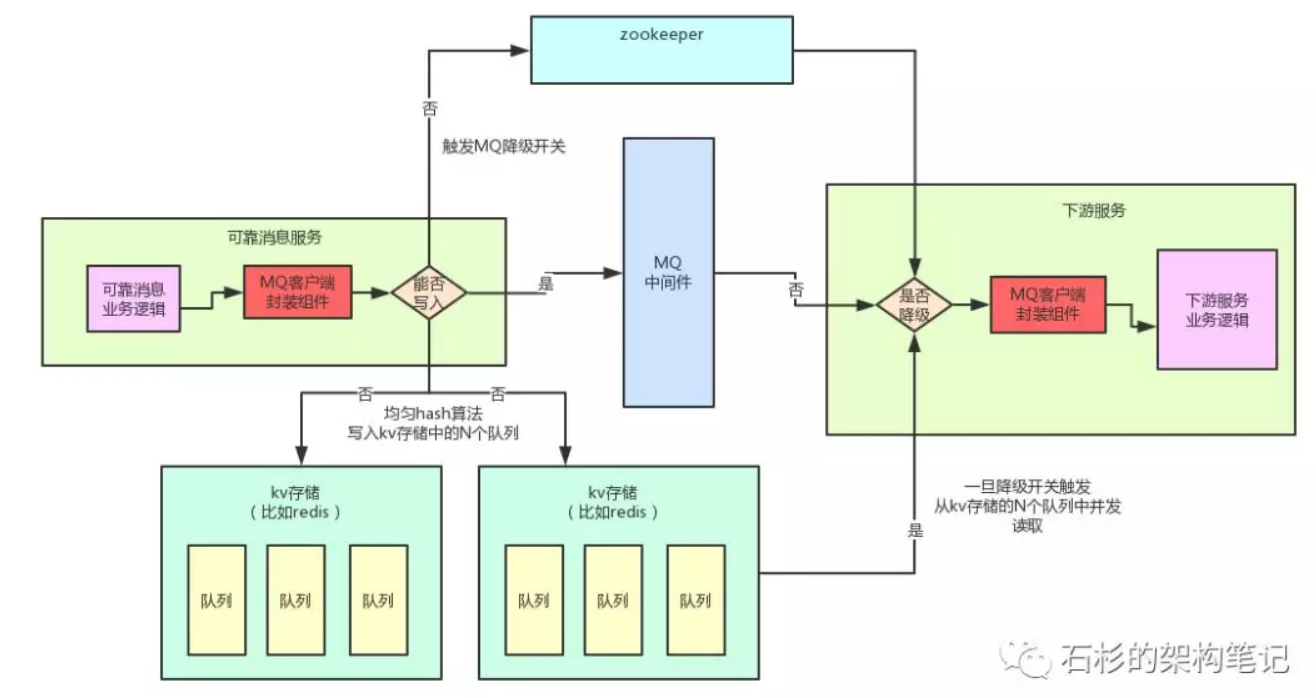 zookeeper
否
触发MQ降级开关
可靠消息服务
可靠消息
业务逻辑
MQ客户端
封装组件
能否
写入
是
MQ
中间件
否
下游服务
是否
降级
MQ客户端
封装组件
下游服务
业务逻辑
否
否
均匀hash算法
写入kv存储中的N个队列
kv存储
（比如redis）
队列
队列
队列
kv存储
（比如redis）
队列
队列
队列
一旦降级开关触发
从kv存储的N个队列中并发
读取
是
石杉的架构笔记